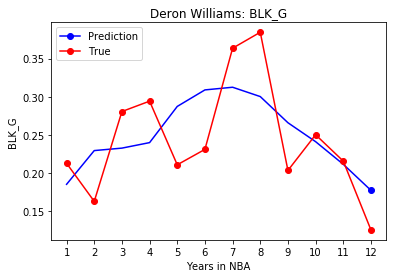 Deron Williams: BLK_G
Prediction
True
BLK_G
0.35
0.30
0.25
0.20
0.15
1 2 3 4 5 6 7 8 9 10 11 12
Years in NBA